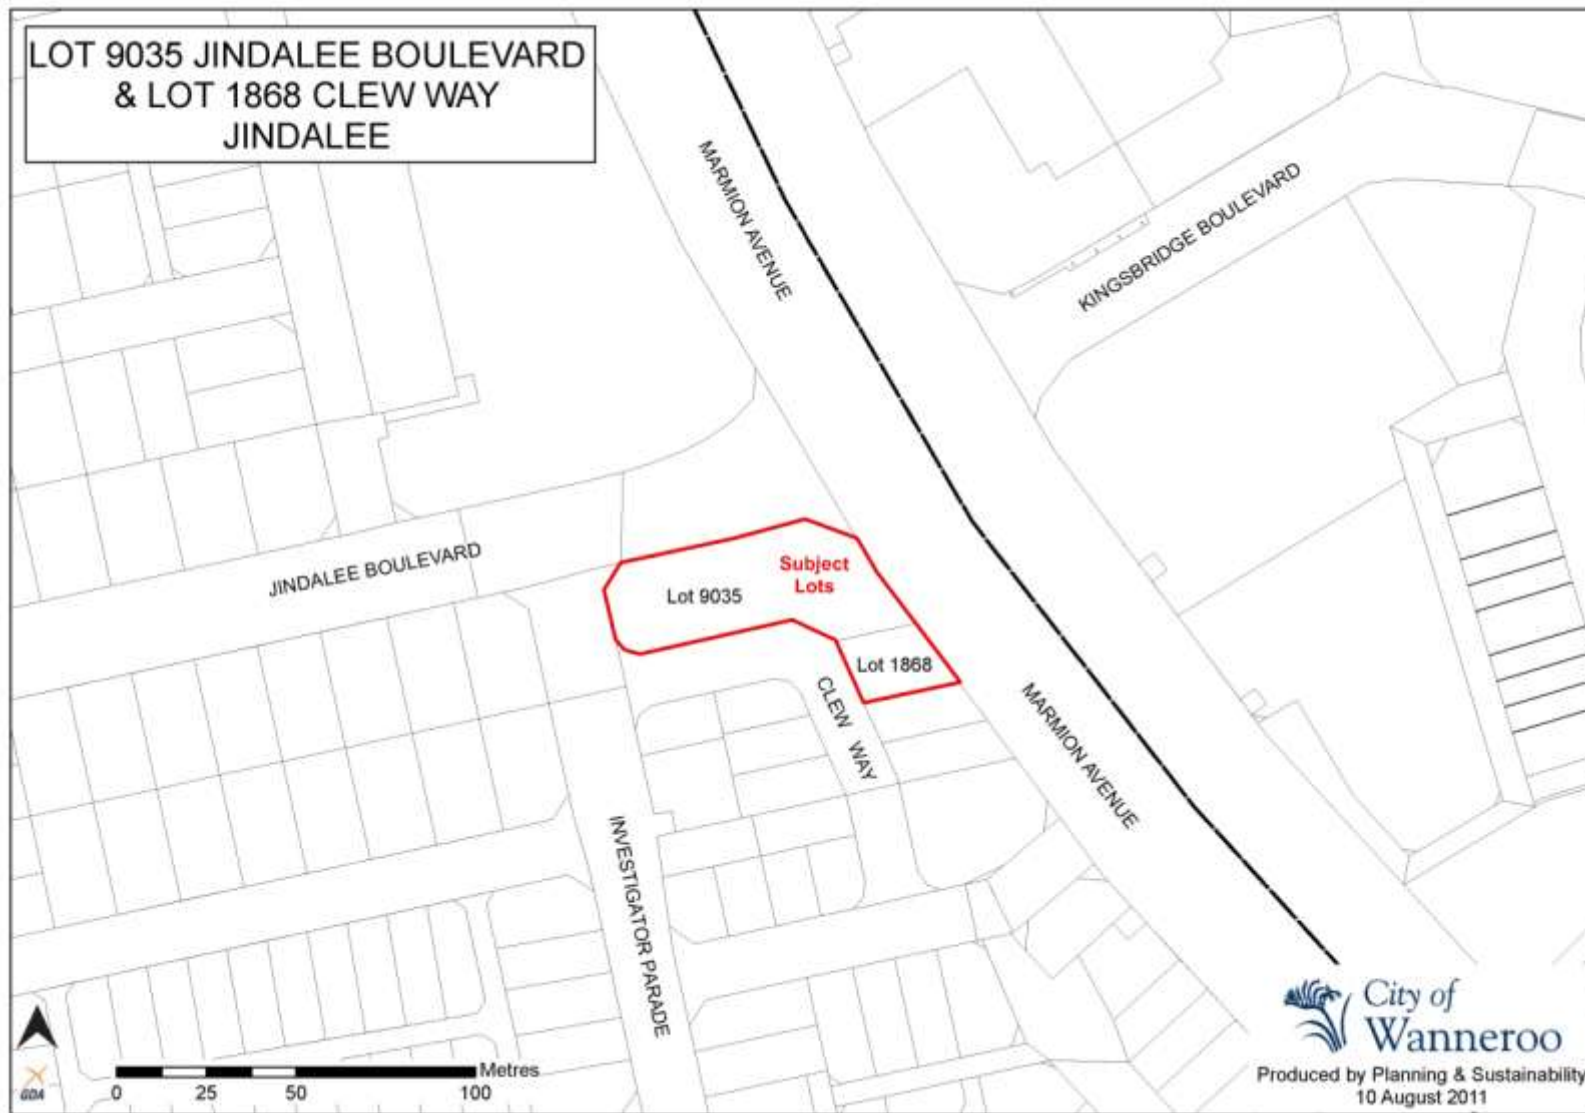 LOT 9035 JINDALEE BOULEVARD
& LOT 1868 CLEW WAY
JINDALEE
MARMION AVENUE
KINGSBRIDGE BOULEVARD
JINDALEE BOULEVARD
Subject
Lots
Lot 9035
Lot 1868
CLEW WAY
MARMION AVENUE
INVESTIGATOR PARADE
City of
Wanneroo
Produced by Planning & Sustainability
10 August 2011
Metres
0 25 50 100
GDA